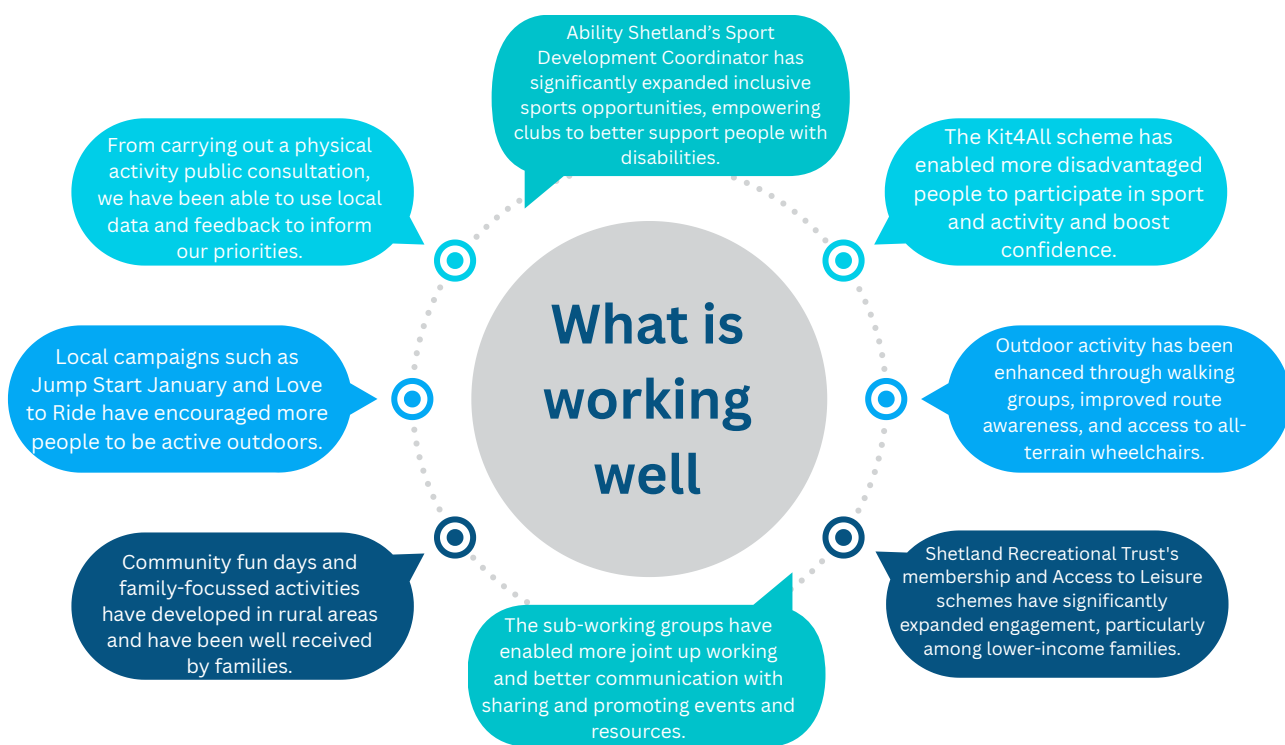 Ability Shetland's Sport
Development Coordinator has
significantly expanded inclusive
sports opportunities, empowering
clubs to better support people with
disabilities.
From carrying out a physical
activity public consultation,
we have been able to use local
data and feedback to inform
our priorities.
The Kit4All scheme has
enabled more disadvantaged
people to participate in sport
and activity and boost
confidence.
What is
working
well
Local campaigns such as
Jump Start January and Love
to Ride have encouraged more
people to be active outdoors.
Outdoor activity has been
enhanced through walking
groups, improved route
awareness, and access to all-
terrain wheelchairs.
Community fun days and
family-focussed activities
have developed in rural areas
and have been well received
by families.
Shetland Recreational Trust's
membership and Access to Leisure
schemes have significantly
expanded engagement, particularly
among lower-income families.
The sub-working groups have
enabled more joint up working
and better communication with
sharing and promoting events and
resources.